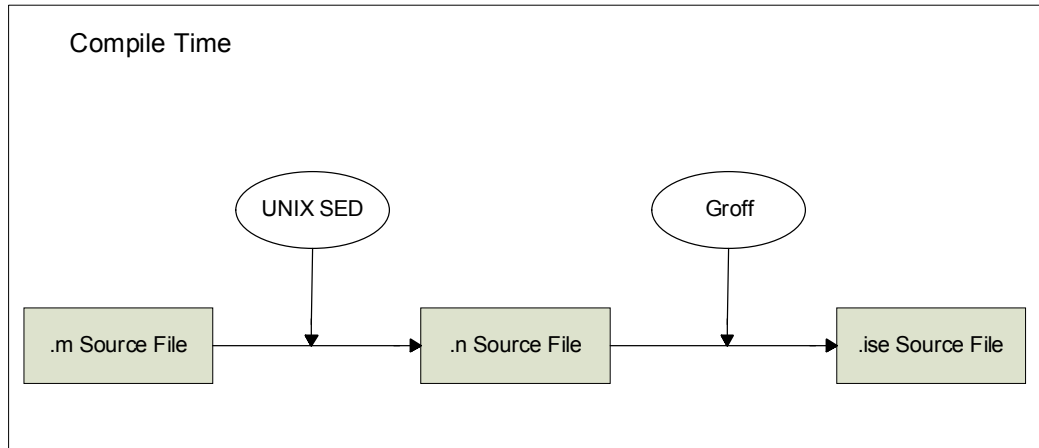 Compile Time
UNIX SED
Groff
.m Source File
.n Source File
.ise Source File